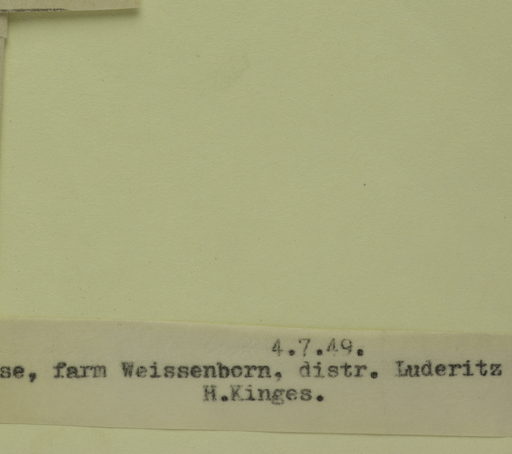 4.7.49.
se, farm Weissenborn, distr. Luderitz
H.Kinges.